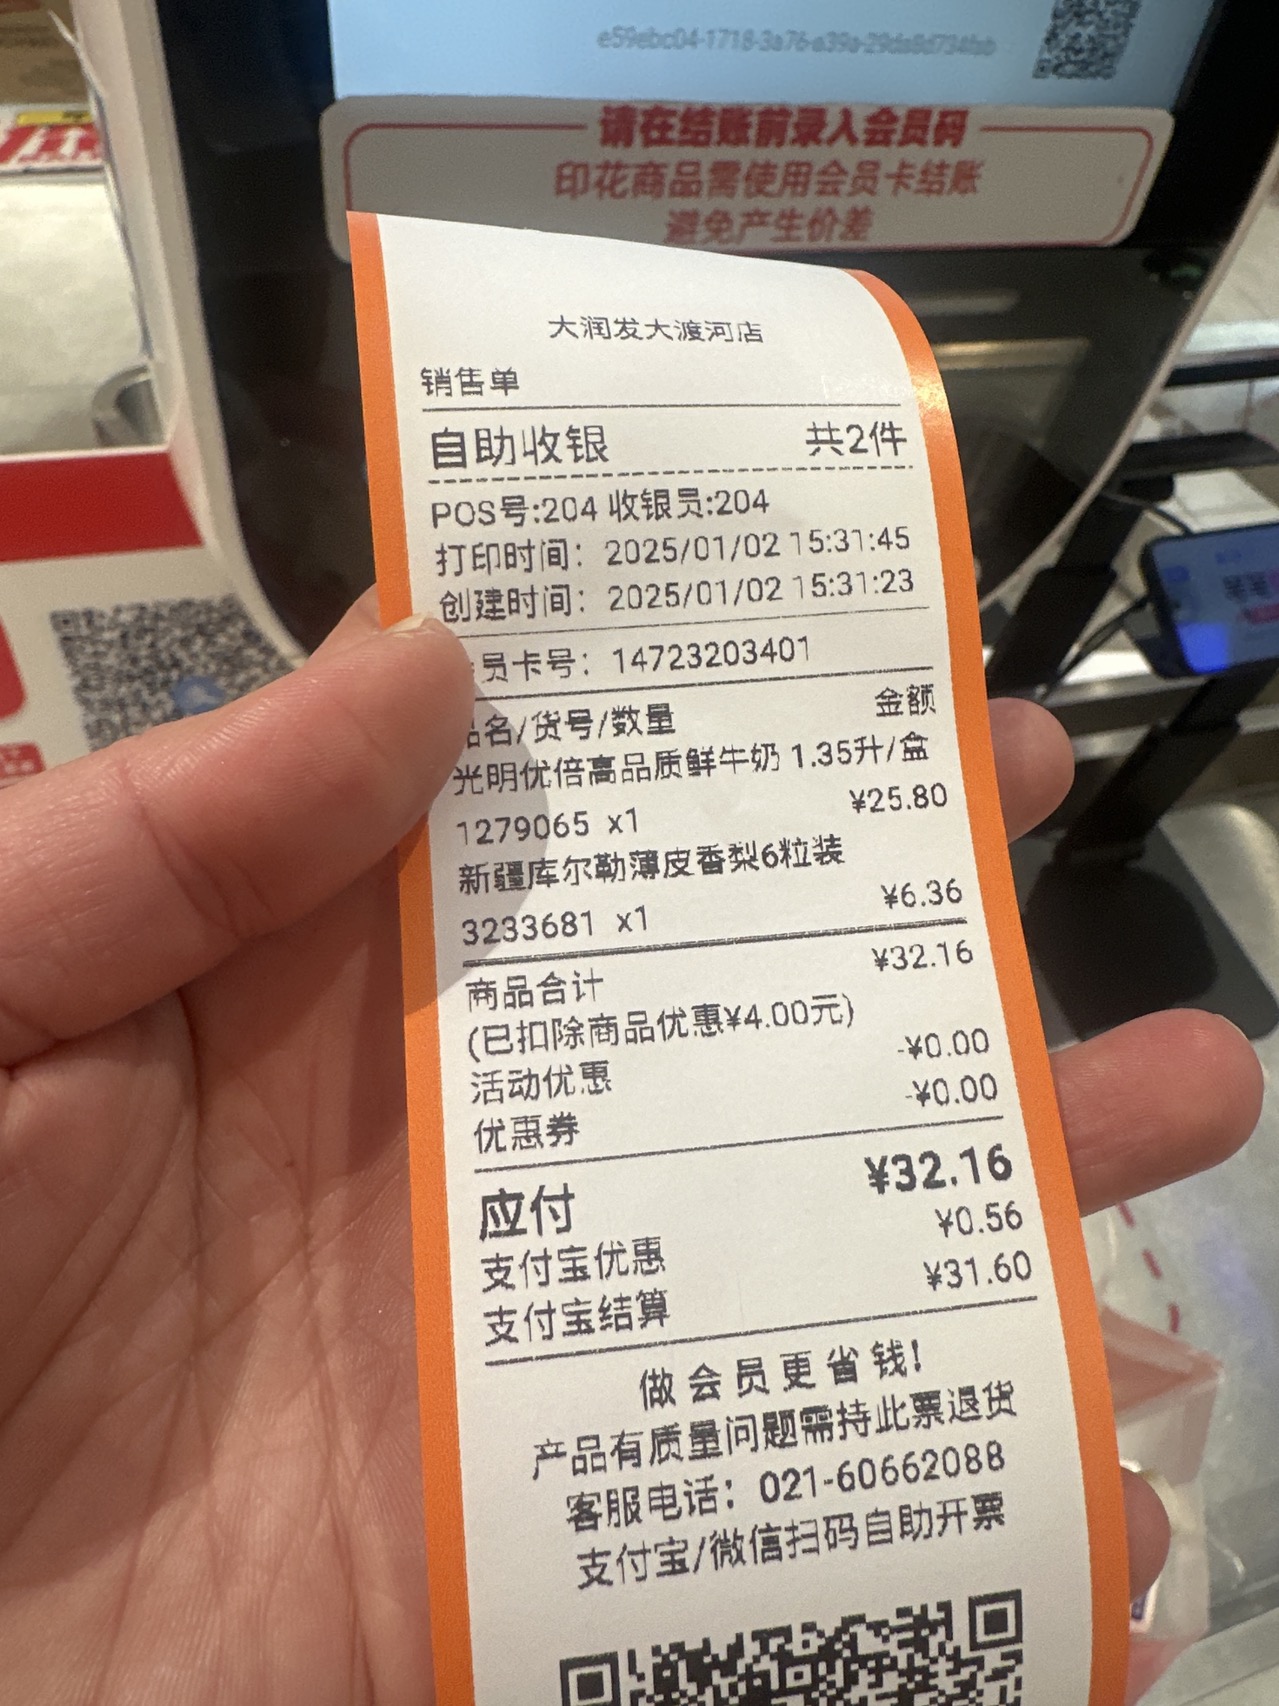 请在结账前录入会员码
印花商品需使用会员卡结账
避免产生价差
大润发大渡河店
销售单
自助收银 共2件
POS号:204 收银员:204
打印时间: 2025/01/02 15:31:45
创建时间: 2025/01/02 15:31:23
员卡号: 14723203401
品名/货号/数量 金额
光明优倍高品质鲜牛奶 1.35升/盒
1279065 x1 ¥25.80
新疆库尔勒薄皮香梨6粒装
3233681 x1 ¥6.36
商品合计 ¥32.16
(已扣除商品优惠¥4.00元)
活动优惠 -¥0.00
优惠券 -¥0.00
应付 ¥32.16
支付宝优惠 ¥0.56
支付宝结算 ¥31.60
做会员更省钱!
产品有质量问题需持此票退货
客服电话: 021-60662088
支付宝/微信扫码自助开票